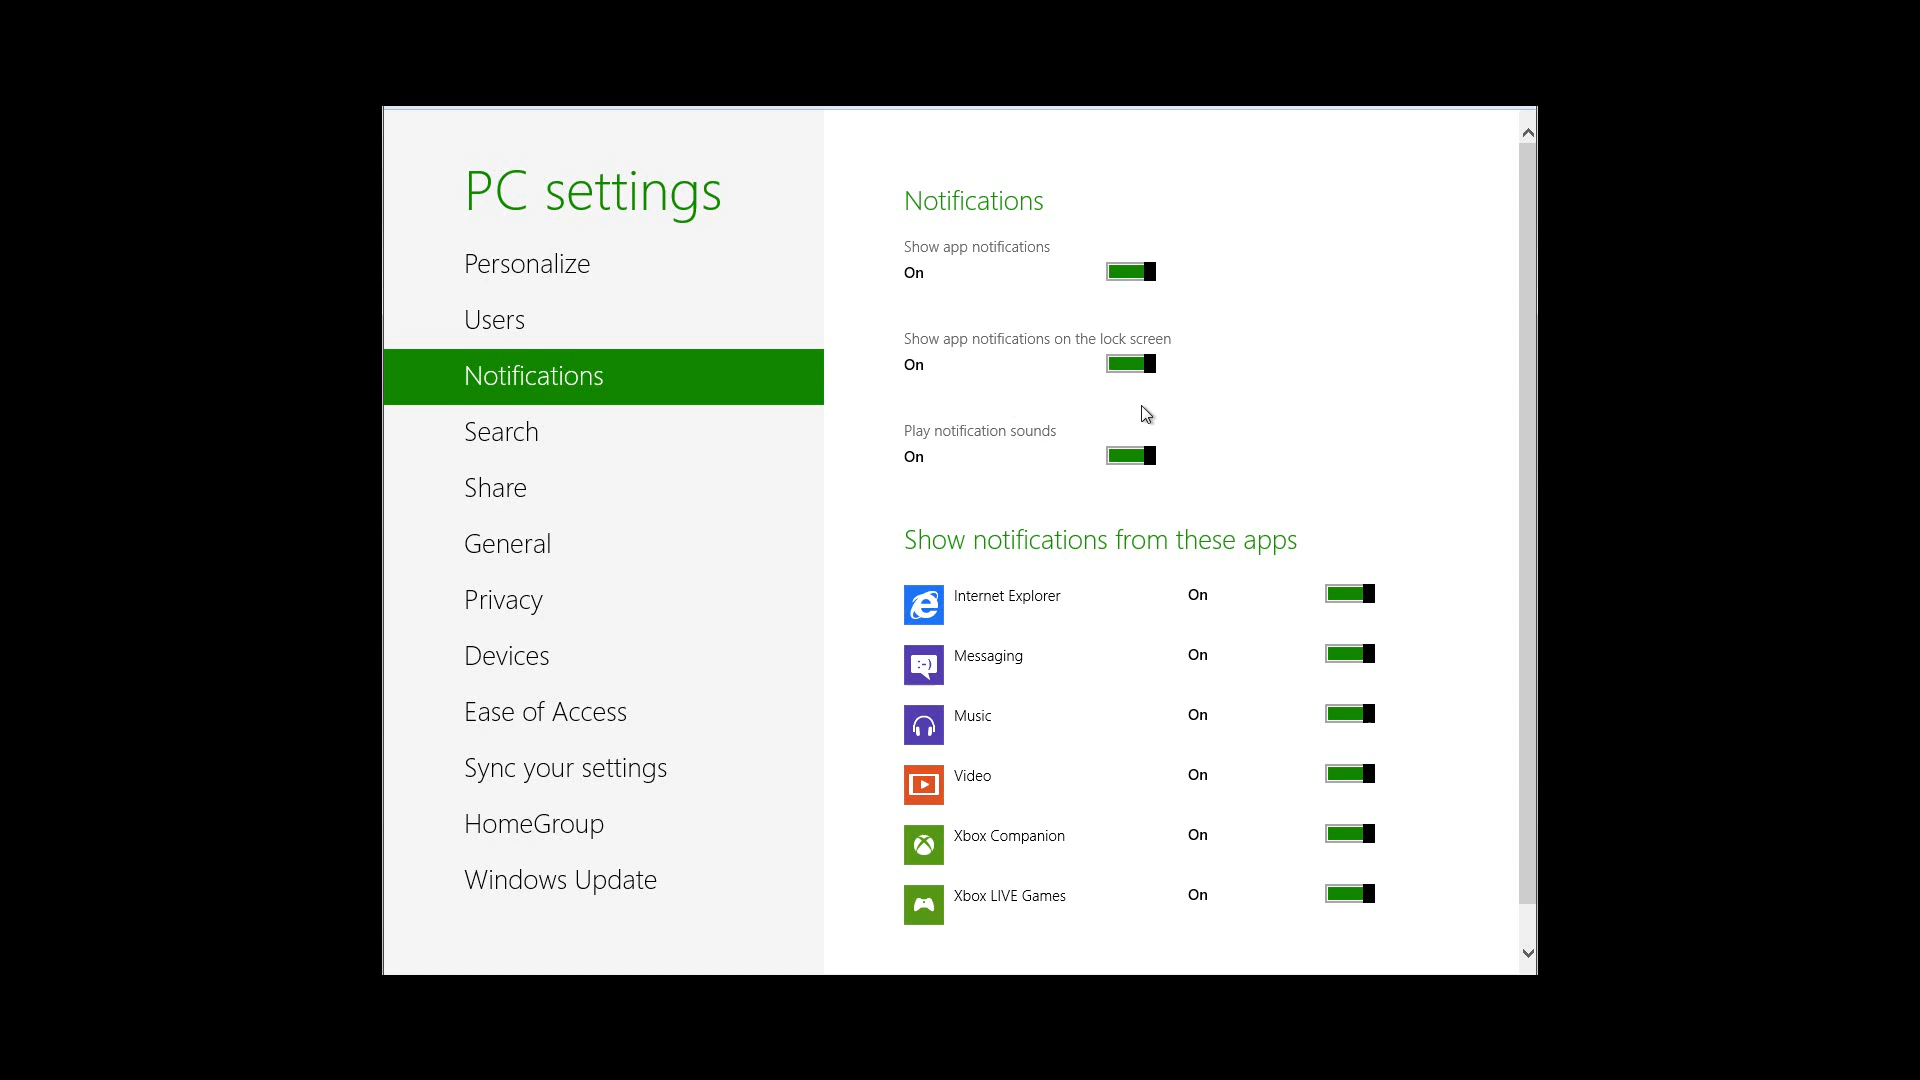 PC settings
Personalize
Users
Notifications
Search
Share
General
Privacy
Devices
Ease of Access
Sync your settings
HomeGroup
Windows Update
Notifications
Show app notifications
On
Show app notifications on the lock screen
On
Play notification sounds
On
Show notifications from these apps
Internet Explorer On
:-) Messaging On
Music On
Video On
Xbox Companion On
Xbox LIVE Games On